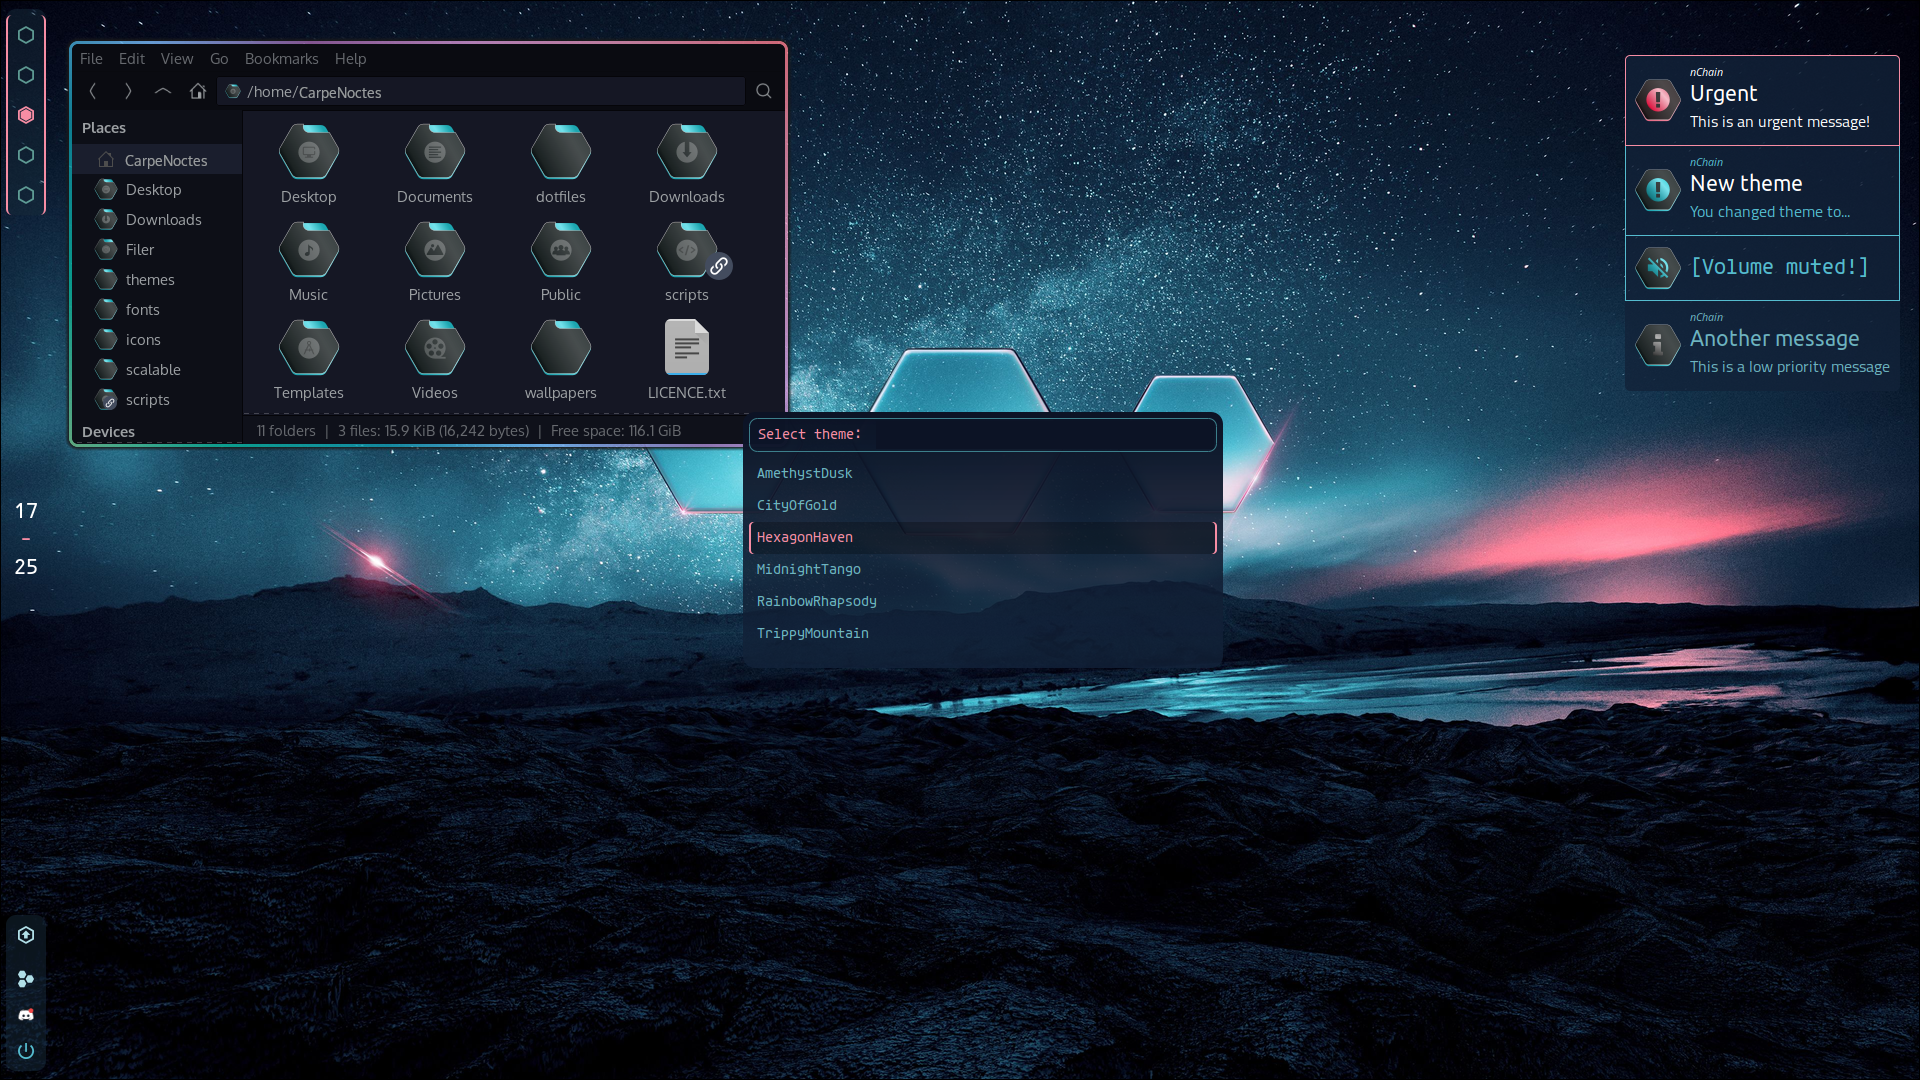 File Edit View Go Bookmarks Help
/home/CarpeNoctes
Places
CarpeNoctes
Desktop
Downloads
Filer
themes
fonts
icons
scalable
scripts
Devices
Desktop Documents dotfiles Downloads
Music Pictures Public scripts
Templates Videos wallpapers LICENCE.txt
11 folders | 3 files: 15.9 KiB (16,242 bytes) | Free space: 116.1 GiB
17
-
25
Select theme:
AmethystDusk
CityOfGold
HexagonHaven
MidnightTango
RainbowRhapsody
TrippyMountain
nChain
Urgent
This is an urgent message!
nChain
New theme
You changed theme to...
[Volume muted!]
nChain
Another message
This is a low priority message